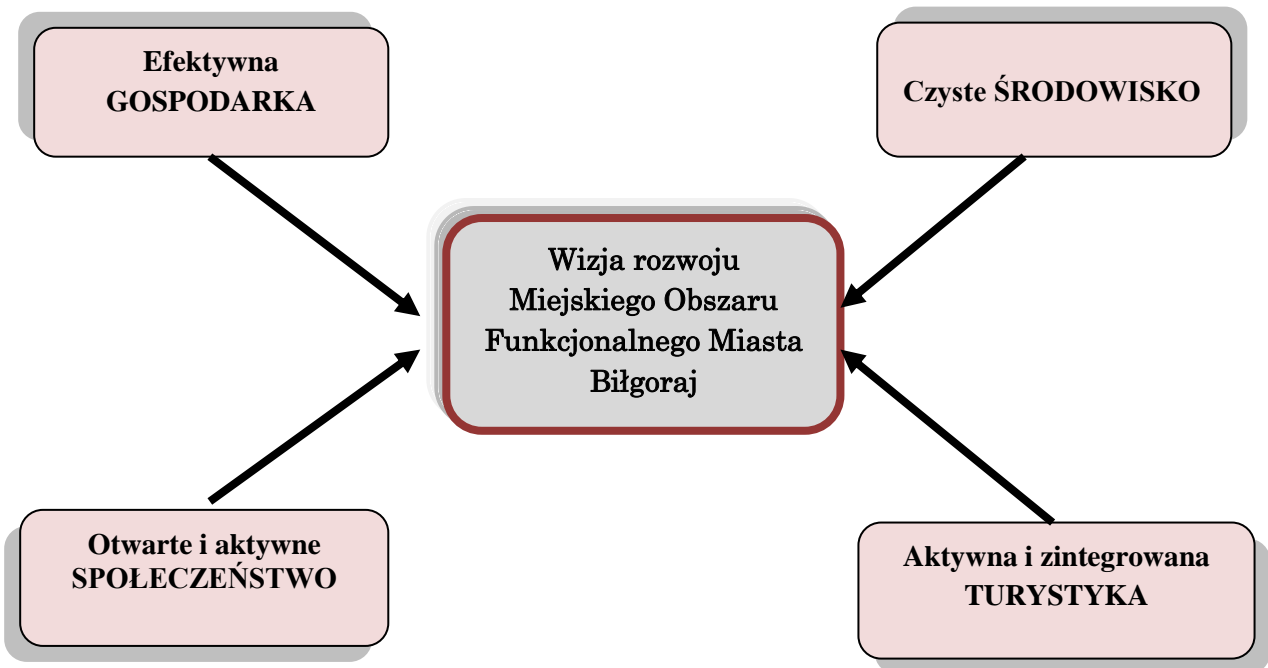 Efektywna
GOSPODARKA
Czyste ŚRODOWISKO
Wizja rozwoju
Miejskiego Obszaru
Funkcjonalnego Miasta
Biłgoraj
Otwarte i aktywne
SPOŁECZEŃSTWO
Aktywna i zintegrowana
TURYSTYKA